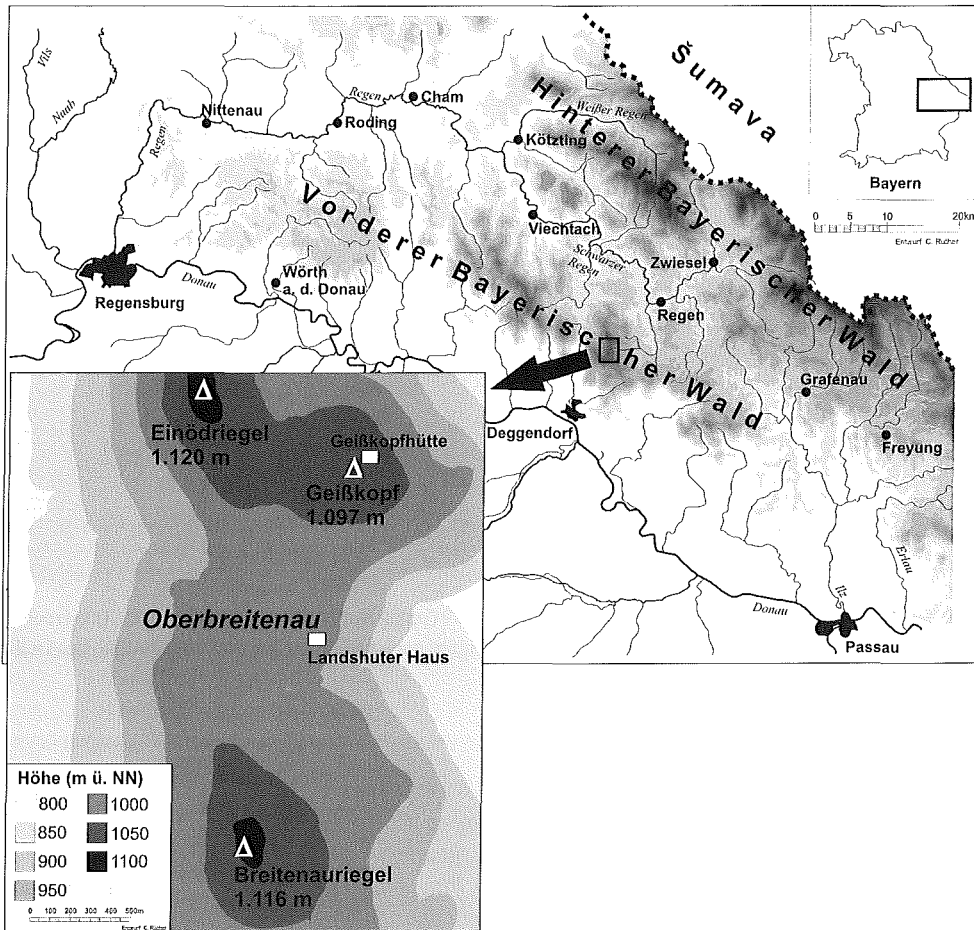 Vils
Naab
Regen
Nittenau
Regen
Roding
Cham
Weißer Regen
Kötzting
Šumava
Hinterer Bayerischer Wald
Vorderer Bayerischer Wald
Bayern
0 5 10 20km
Entwurf C. Rücher
Viechtach
Schwarzer
Regen
Zwiesel
Regen
Regensburg
Donau
Wörth
a. d. Donau
Grafenau
Freyung
Deggendorf
Erlau
Ilz
Donau
Passau
Einödriegel
1.120 m
Geißkopfhütte
Geißkopf
1.097 m
Oberbreitenau
Landshuter Haus
Breitenauriegel
1.116 m
Höhe (m ü. NN)
800 1000
850 1050
900 1100
950
0 100 200 300 400 500m
Entwurf C. Rücher